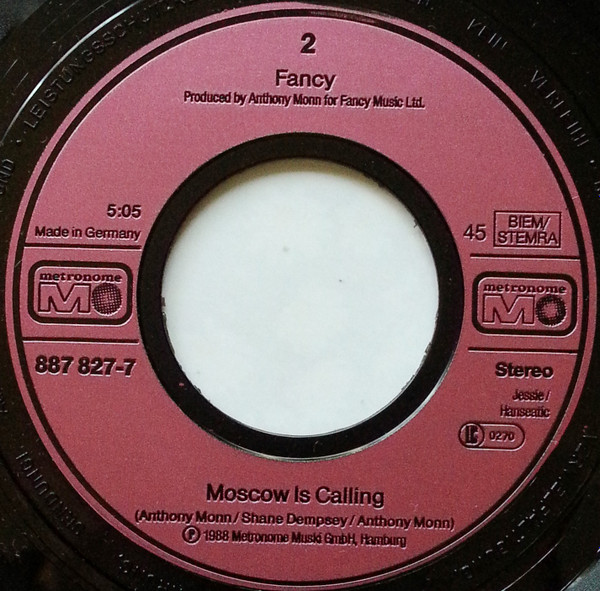 2
Fancy
Produced by Anthony Monn for Fancy Music Ltd.
5:05
Made in Germany
45
BIEM/
STEMRA
metronome
MO
metronome
MO
887 827-7
Stereo
Jessie /
Hanseatic
LC 0270
Moscow Is Calling
(Anthony Monn / Shane Dempsey / Anthony Monn)
Ⓟ 1988 Metronome Muski GmbH, Hamburg